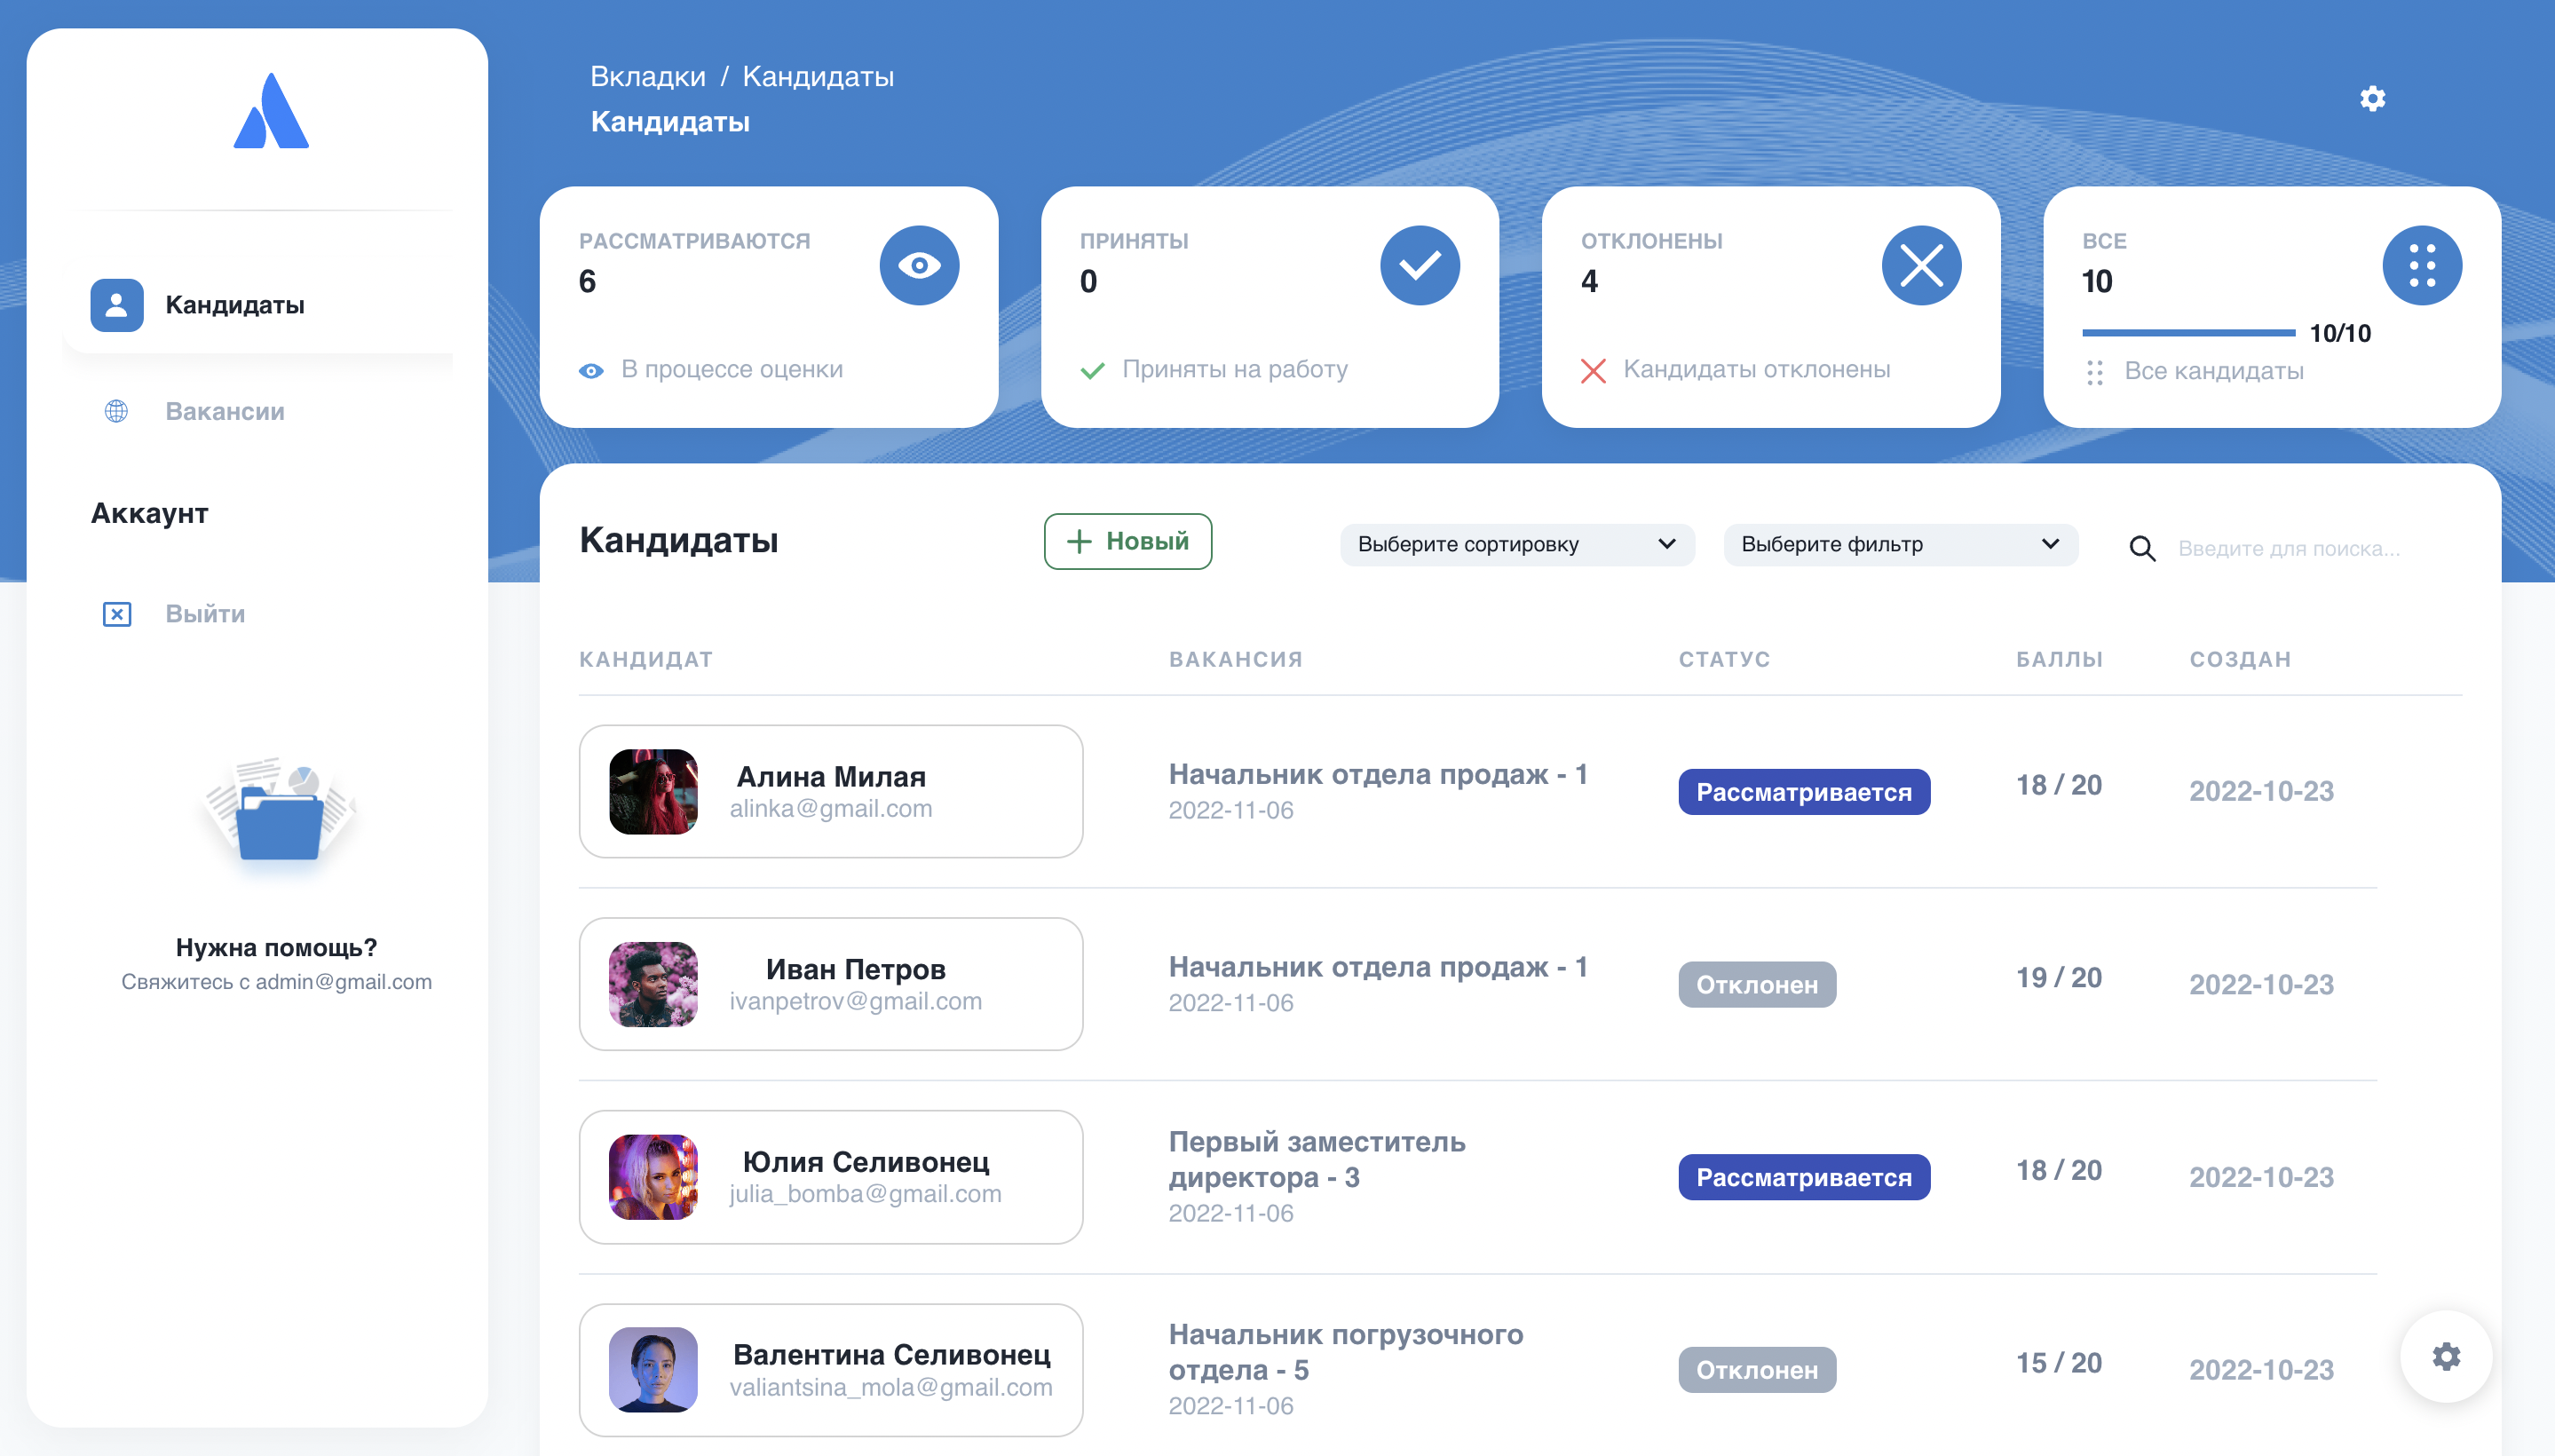 Кандидаты
Вакансии
Аккаунт
Выйти
Нужна помощь?
Свяжитесь с admin@gmail.com
Вкладки / Кандидаты
Кандидаты
РАССМАТРИВАЮТСЯ
6
В процессе оценки
ПРИНЯТЫ
0
Приняты на работу
ОТКЛОНЕНЫ
4
Кандидаты отклонены
ВСЕ
10
10/10
Все кандидаты
Кандидаты
Новый
Выберите сортировку
Выберите фильтр
Введите для поиска...
КАНДИДАТ ВАКАНСИЯ СТАТУС БАЛЛЫ СОЗДАН
Алина Милая
alinka@gmail.com
Начальник отдела продаж - 1
2022-11-06
Рассматривается
18 / 20
2022-10-23
Иван Петров
ivanpetrov@gmail.com
Начальник отдела продаж - 1
2022-11-06
Отклонен
19 / 20
2022-10-23
Юлия Селивонец
julia_bomba@gmail.com
Первый заместитель
директора - 3
2022-11-06
Рассматривается
18 / 20
2022-10-23
Валентина Селивонец
valiantsina_mola@gmail.com
Начальник погрузочного
отдела - 5
2022-11-06
Отклонен
15 / 20
2022-10-23